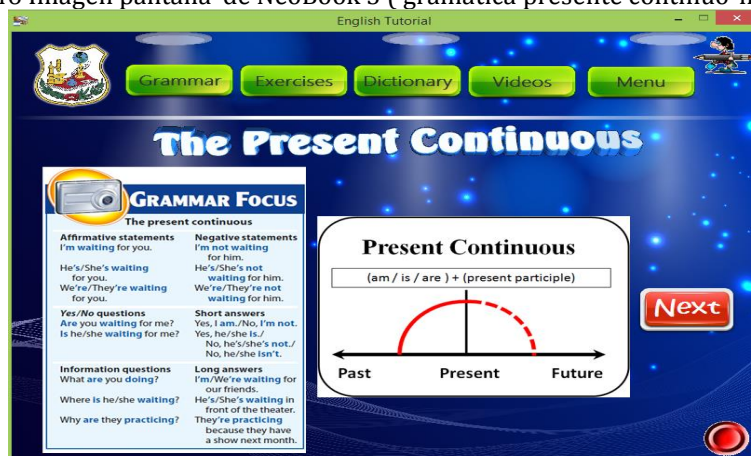 ro Imagen pantalla de NeoBook 5 ( gramática presente continuo
English Tutorial
Grammar Exercises Dictionary Videos Menu
The Present Continuous
GRAMMAR FOCUS
The present continuous
Affirmative statements
I'm waiting for you.
He's/She's waiting
for you.
We're/They're waiting
for you.
Negative statements
I'm not waiting
for him.
He's/She's not
waiting for him.
We're/They're not
waiting for him.
Yes/No questions
Are you waiting for me?
Is he/she waiting for me?
Short answers
Yes, I am./No, I'm not.
Yes, he/she is./
No, he's/she's not./
No, he/she isn't.
Information questions
What are you doing?
Where is he/she waiting?
Why are they practicing?
Long answers
I'm/We're waiting for
our friends.
He's/She's waiting in
front of the theater.
They're practicing
because they have
a show next month.
Present Continuous
(am / is / are ) + (present participle)
Past Present Future
Next